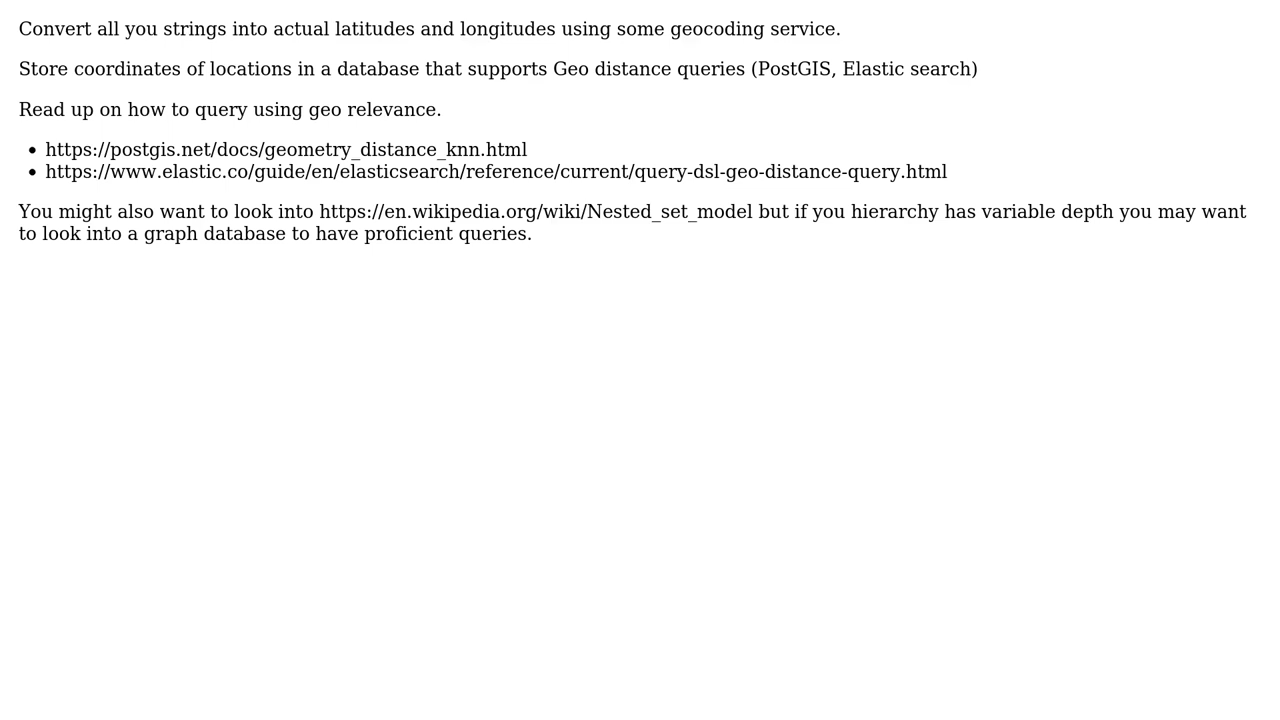 Convert all you strings into actual latitudes and longitudes using some geocoding service.
Store coordinates of locations in a database that supports Geo distance queries (PostGIS, Elastic search)
Read up on how to query using geo relevance.
• https://postgis.net/docs/geometry_distance_knn.html
• https://www.elastic.co/guide/en/elasticsearch/reference/current/query-dsl-geo-distance-query.html
You might also want to look into https://en.wikipedia.org/wiki/Nested_set_model but if you hierarchy has variable depth you may want
to look into a graph database to have proficient queries.